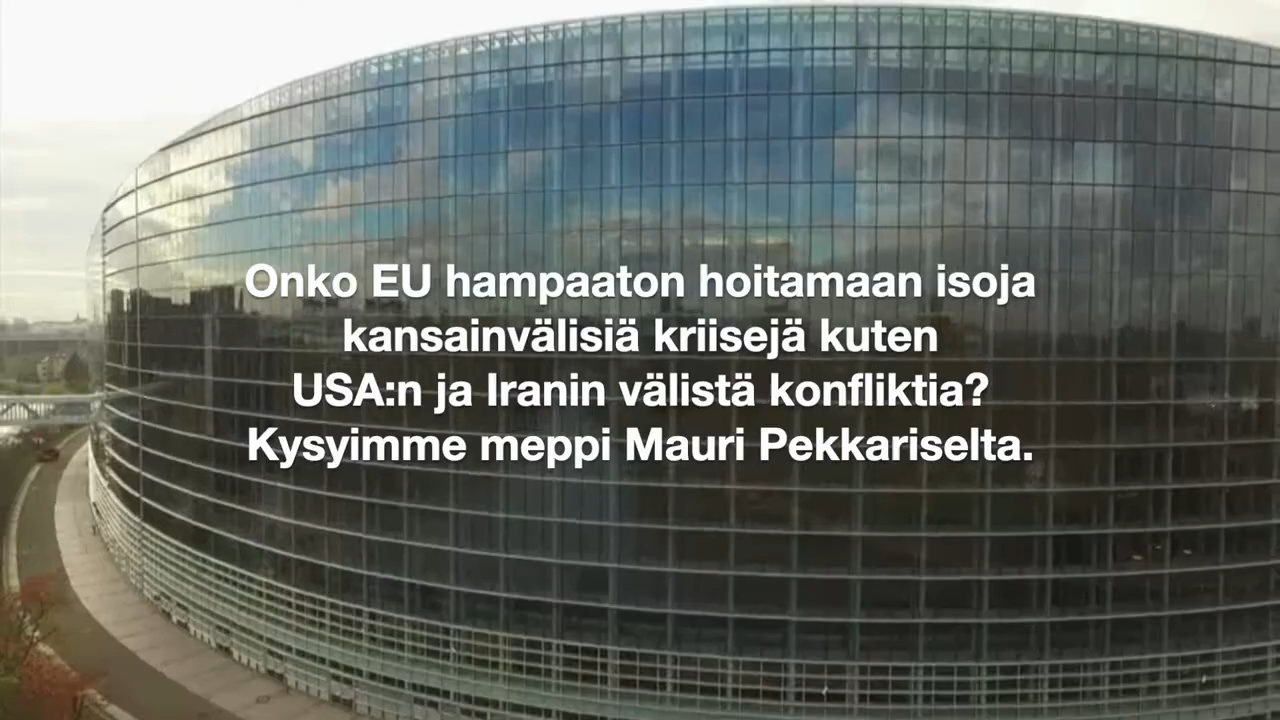 Onko EU hampaaton hoitamaan isoja
kansainvälisiä kriisejä kuten
USA:n ja Iranin välistä konfliktia?
Kysyimme meppi Mauri Pekkariselta.